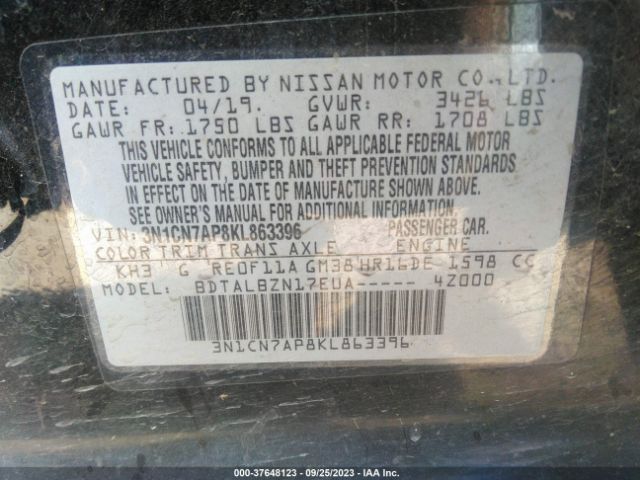 MANUFACTURED BY NISSAN MOTOR CO., LTD.
DATE: 04/19. GVWR: 3426 LBS
GAWR FR: 1750 LBS GAWR RR: 1708 LBS
THIS VEHICLE CONFORMS TO ALL APPLICABLE FEDERAL MOTOR
VEHICLE SAFETY, BUMPER AND THEFT PREVENTION STANDARDS
IN EFFECT ON THE DATE OF MANUFACTURE SHOWN ABOVE.
SEE OWNER'S MANUAL FOR ADDITIONAL INFORMATION
VIN: 3N1CN7AP8KL863396 PASSENGER CAR.
COLOR TRIM TRANS AXLE ENGINE
KH3 G RE0F11A GM38 HR16DE 1598 CC
MODEL: BDTALBZN17EUA----- 4Z000
3N1CN7AP8KL863396
000-37648123 - 09/25/2023 - IAA Inc.